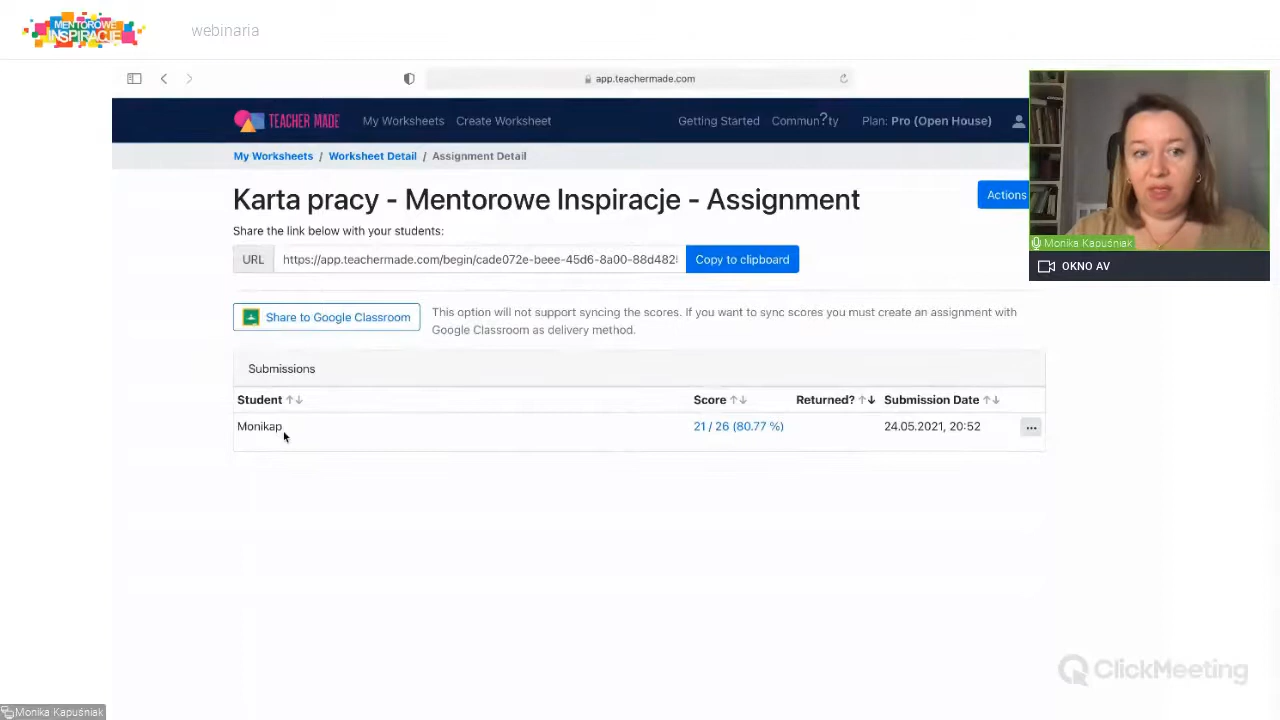 MENTOROWE
INSPIRACJE
webinaria
app.teachermade.com
TEACHER MADE
My Worksheets
Create Worksheet
Getting Started
Commun?ty
Plan: Pro (Open House)
My Worksheets / Worksheet Detail / Assignment Detail
Karta pracy - Mentorowe Inspiracje - Assignment
Actions
Share the link below with your students:
URL
https://app.teachermade.com/begin/cade072e-beee-45d6-8a00-88d482
Copy to clipboard
Share to Google Classroom
This option will not support syncing the scores. If you want to sync scores you must create an assignment with
Google Classroom as delivery method.
Submissions
Student
Score
Returned?
Submission Date
Monikap
21 / 26 (80.77 %)
24.05.2021, 20:52
...
Monika Kapuśniak
OKNO AV
ClickMeeting
Monika Kapuśniak